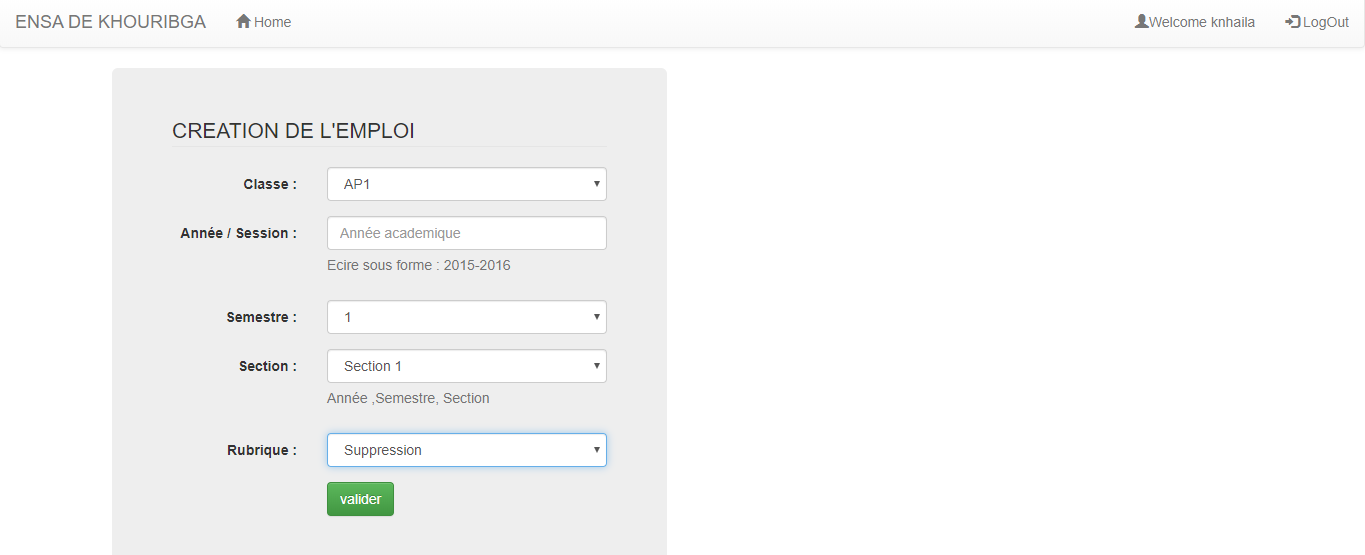 ENSA DE KHOURIBGA Home Welcome knhaila LogOut
CREATION DE L'EMPLOI
Classe : AP1
Année / Session : Année academique
Ecire sous forme : 2015-2016
Semestre : 1
Section : Section 1
Année ,Semestre, Section
Rubrique : Suppression
valider